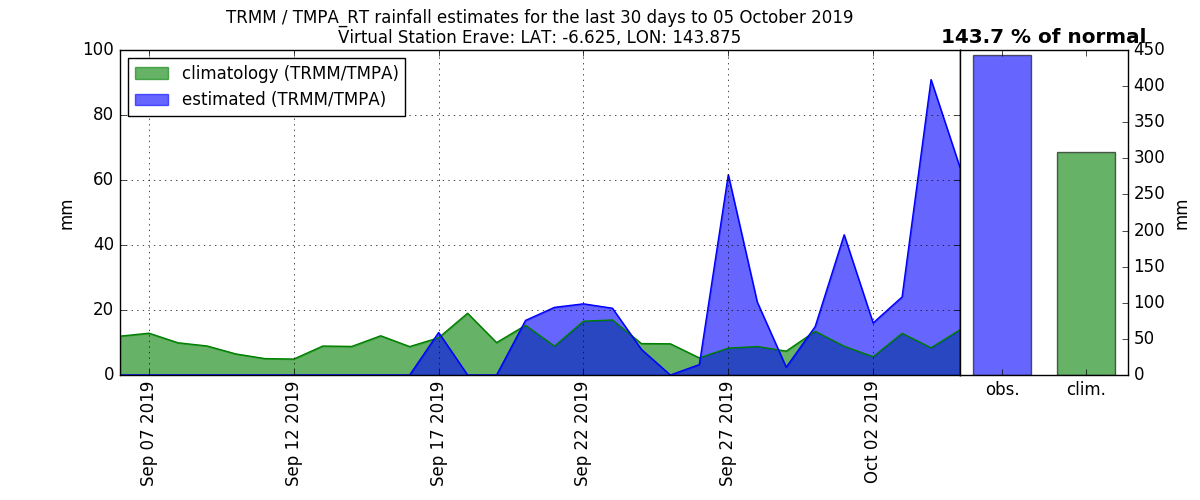 TRMM / TMPA_RT rainfall estimates for the last 30 days to 05 October 2019
Virtual Station Erave: LAT: -6.625, LON: 143.875
143.7 % of normal
climatology (TRMM/TMPA)
estimated (TRMM/TMPA)
100
80
60
40
20
0
mm
Sep 07 2019
Sep 12 2019
Sep 17 2019
Sep 22 2019
Sep 27 2019
Oct 02 2019
450
400
350
300
250
200
150
100
50
0
mm
obs.
clim.